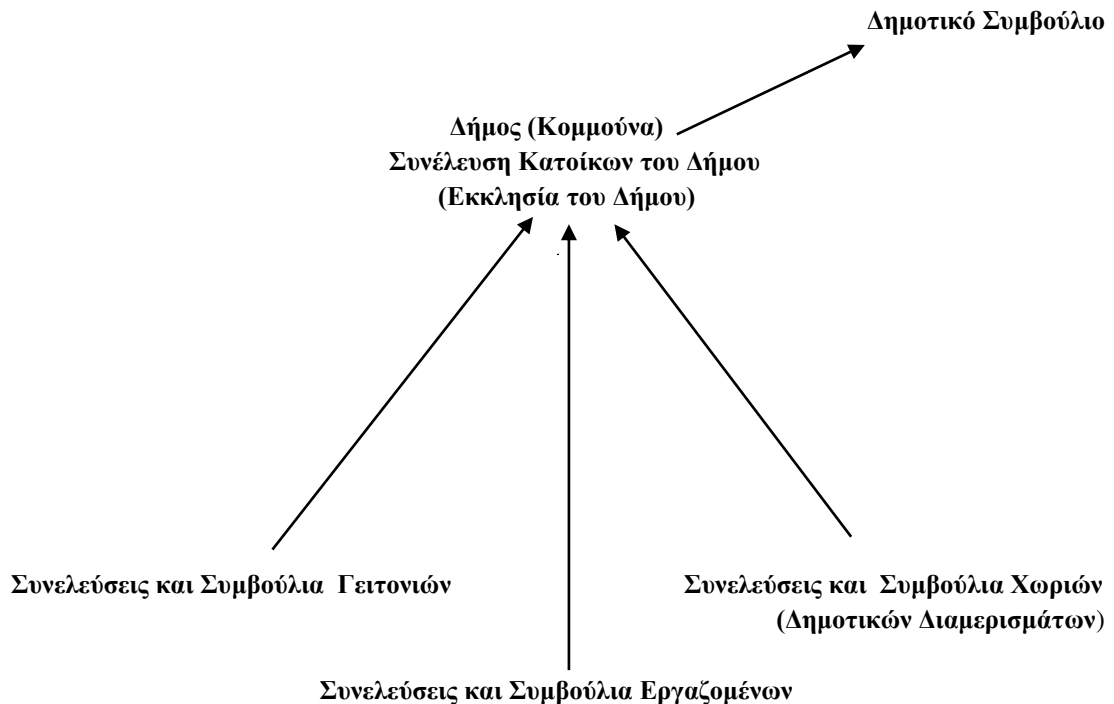 Δημοτικό Συμβούλιο
Δήμος (Κομμούνα)
Συνέλευση Κατοίκων του Δήμου
(Εκκλησία του Δήμου)
Συνελεύσεις και Συμβούλια Γειτονιών
Συνελεύσεις και Συμβούλια Χωριών
(Δημοτικών Διαμερισμάτων)
Συνελεύσεις και Συμβούλια Εργαζομένων